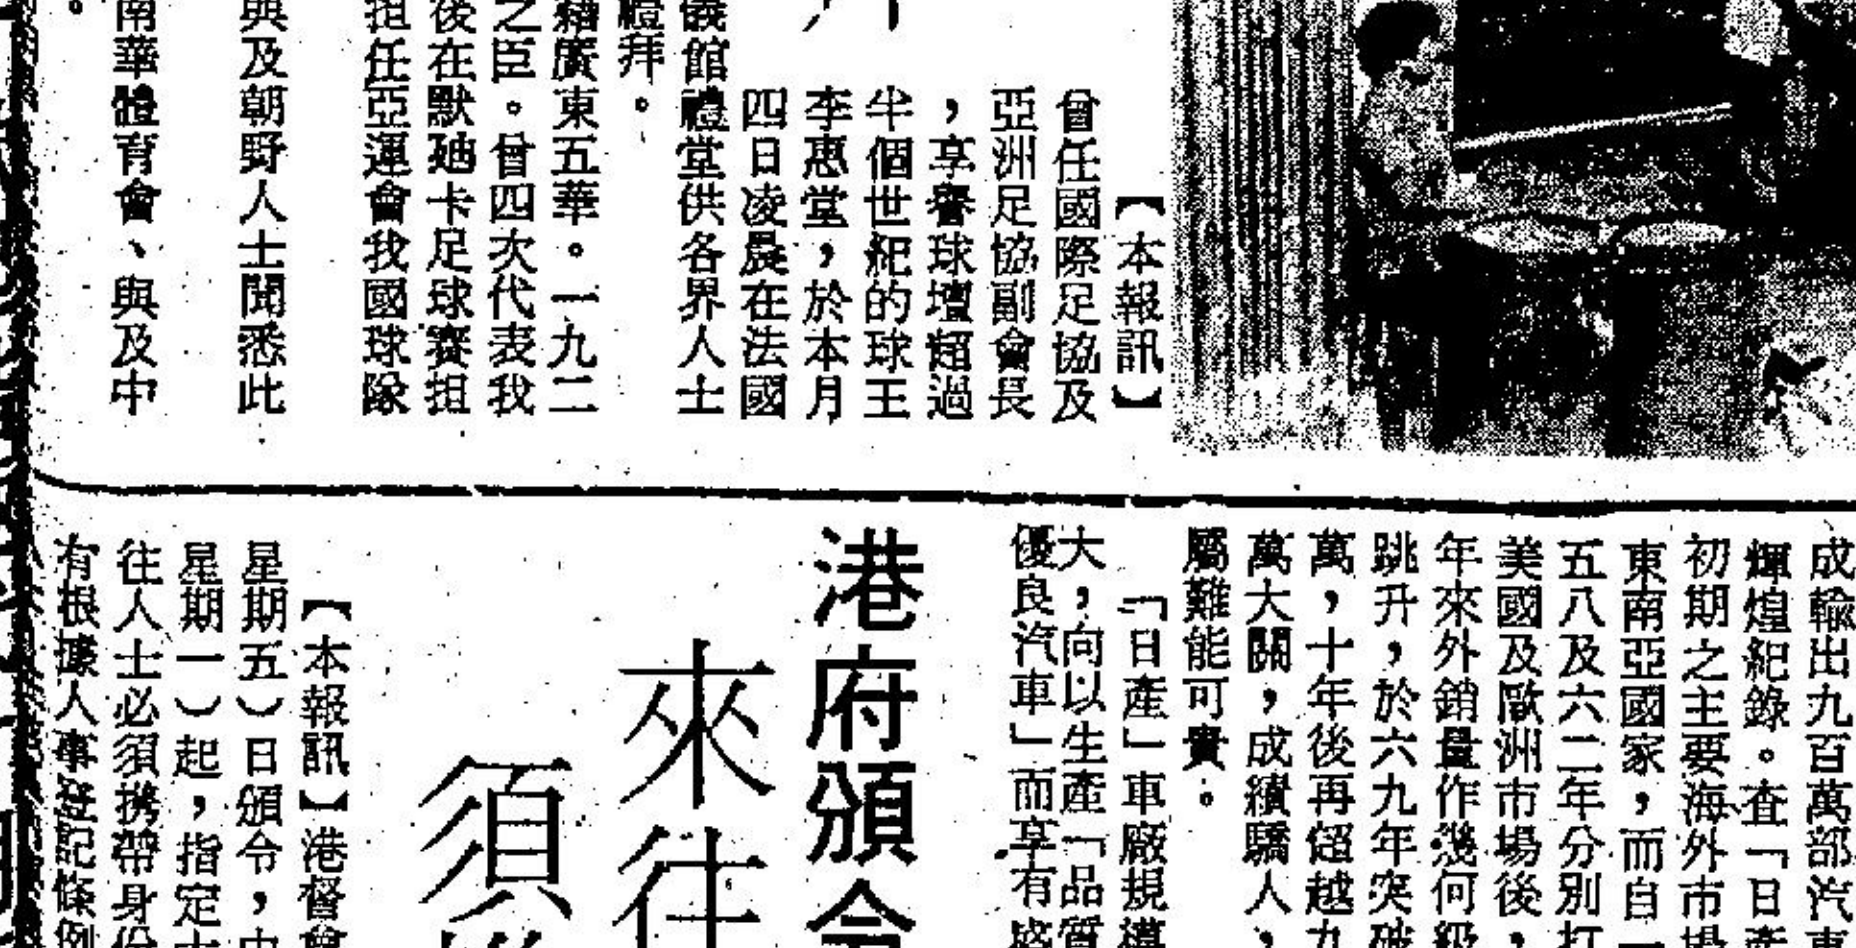 【本報訊】
曾任國際足協及
亞洲足協副會長
，享譽球壇超過
半個世紀的球王
李惠堂，於本月
四日凌晨在法國
儀館禮堂供各界人士
禮拜。
籍廣東五華。一九二
之臣。曾四次代表我
後在默迪卡足球賽担
担任亞運會我國球隊
與及朝野人士聞悉此
南華體育會、與及中
。
成輸出九百萬部汽車
輝煌紀錄。查「日產
初期之主要海外市場
東南亞國家，而自一
五八及六二年分別打
美國及歐洲市場後，
年來外銷量作幾何級
跳升，於六九年突破
萬，十年後再超越九
萬大關，成績驕人，
屬難能可貴。
「日產」車廠規模
大，向以生產「品質
優良汽車」而享有盛
港府頒令
來往
須
【本報訊】港督會
星期五）日頒令，由
星期一）起，指定
往人士必須携帶身份
有根據人事登記條例